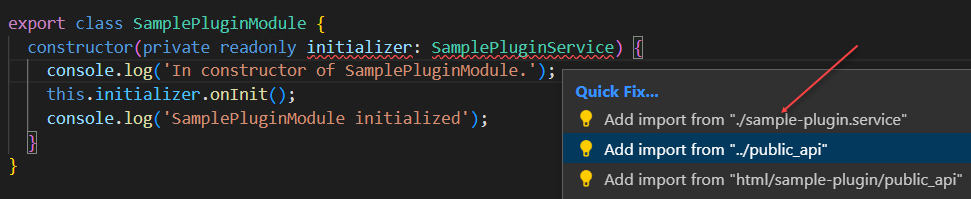 export class SamplePluginModule {
constructor(private readonly initializer: SamplePluginService) {
console.log('In constructor of SamplePluginModule.');
this.initializer.onInit();
console.log('SamplePluginModule initialized');
}
}
Quick Fix...
Add import from "./sample-plugin.service"
Add import from "../public_api"
Add import from "html/sample-plugin/public_api"